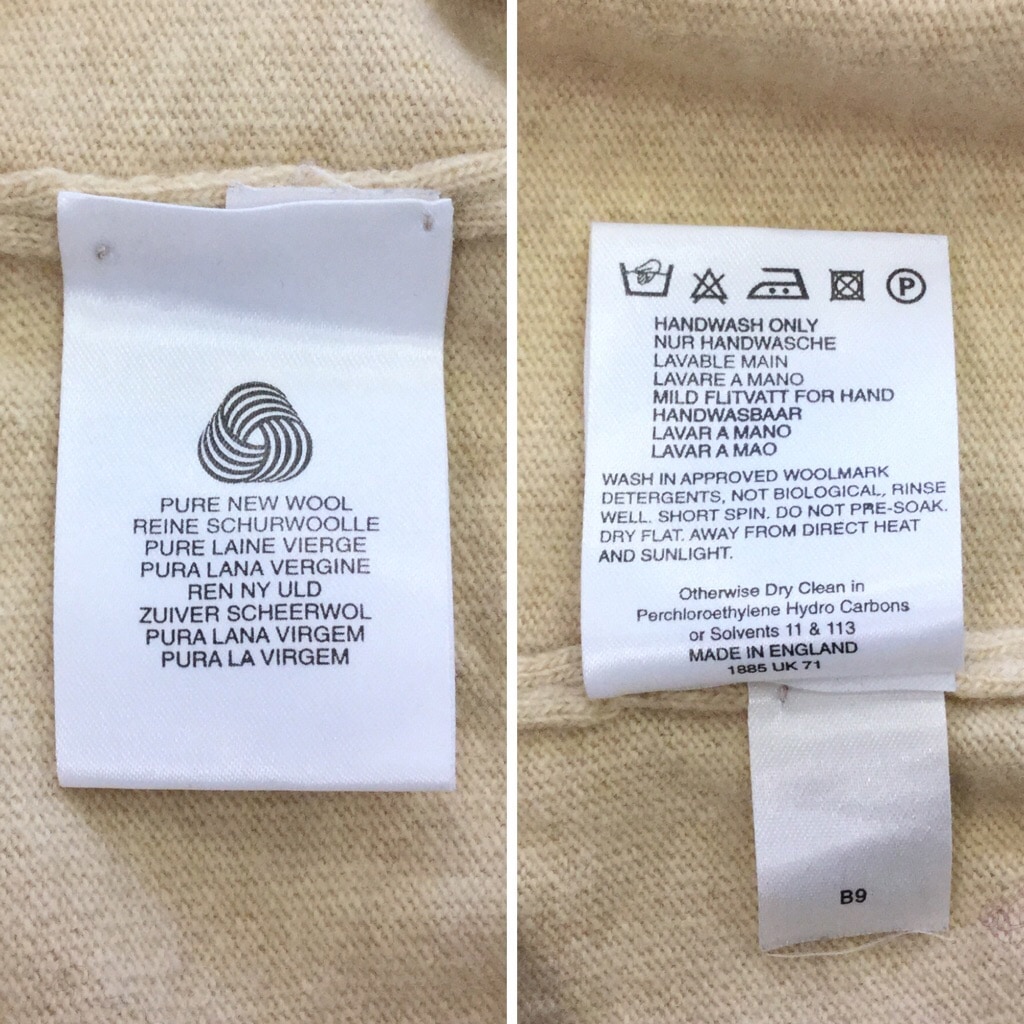 PURE NEW WOOL
REINE SCHURWOOLLE
PURE LAINE VIERGE
PURA LANA VERGINE
REN NY ULD
ZUIVER SCHEERWOL
PURA LANA VIRGEM
PURA LA VIRGEM
P
HANDWASH ONLY
NUR HANDWASCHE
LAVABLE MAIN
LAVARE A MANO
MILD FLITVATT FOR HAND
HANDWASBAAR
LAVAR A MANO
LAVAR A MAO
WASH IN APPROVED WOOLMARK
DETERGENTS, NOT BIOLOGICAL, RINSE
WELL. SHORT SPIN. DO NOT PRE-SOAK.
DRY FLAT. AWAY FROM DIRECT HEAT
AND SUNLIGHT.
Otherwise Dry Clean in
Perchloroethylene Hydro Carbons
or Solvents 11 & 113
MADE IN ENGLAND
1885 UK 71
B9